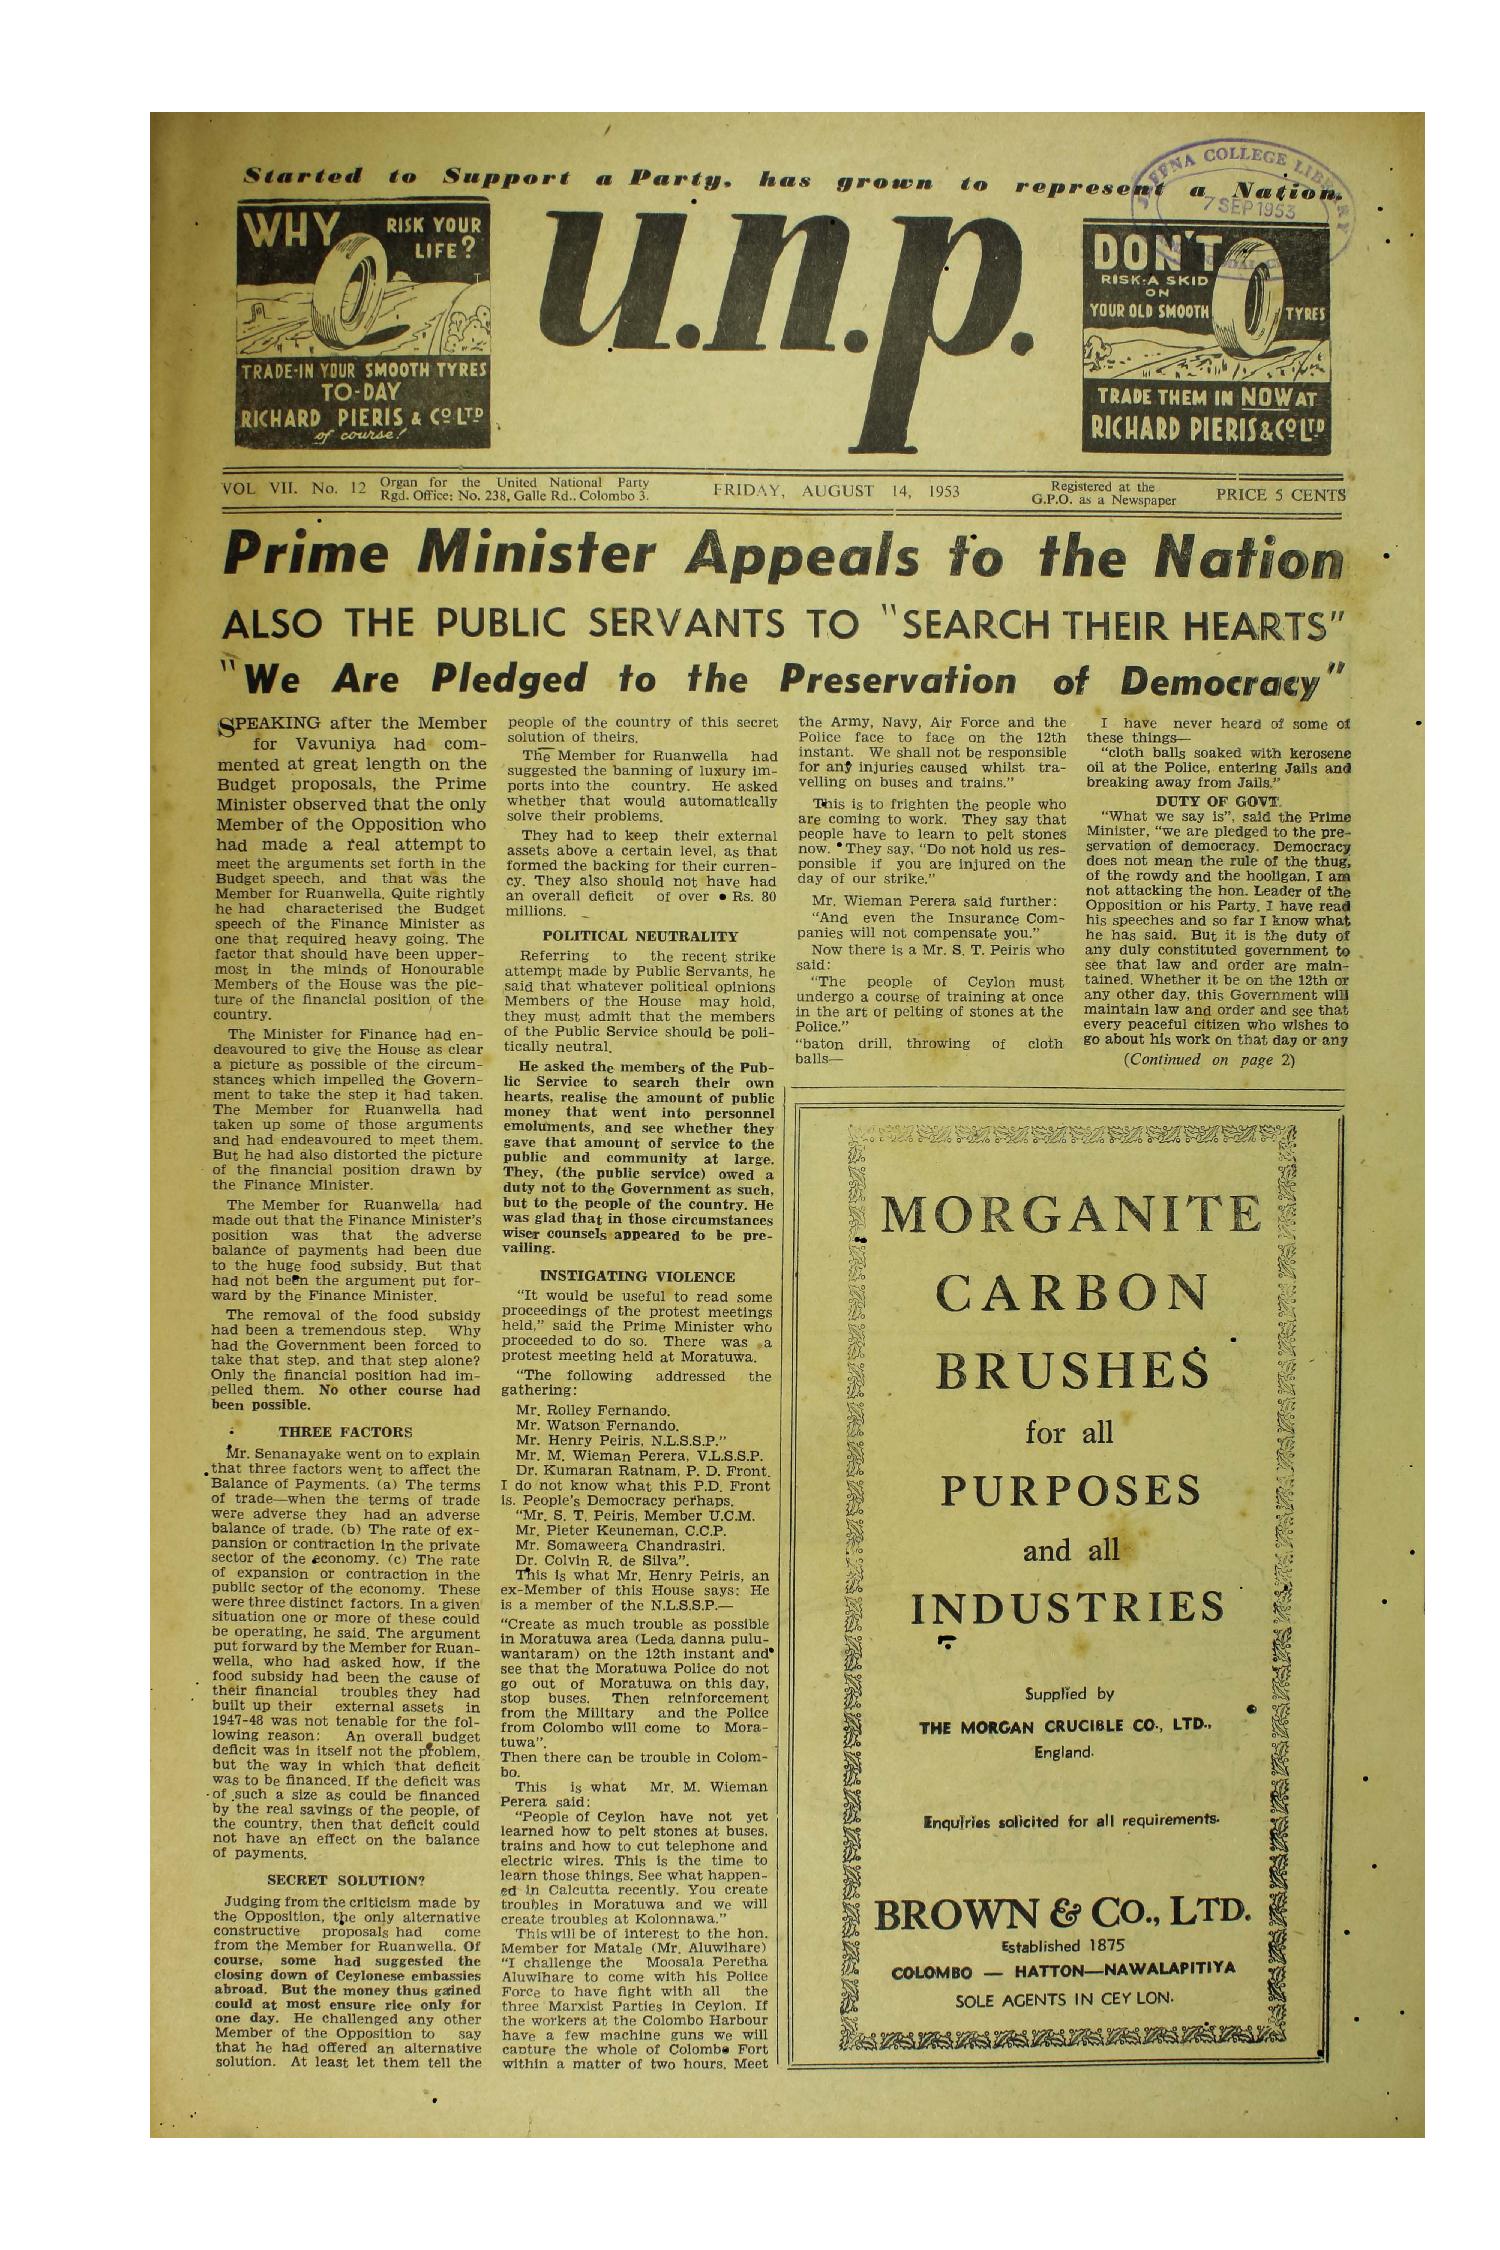 Started to Support a Party, has grown to represent a Nation.
JAFFNA COLLEGE LIBRARY
7 SEP 1953
WHY RISK YOUR
LIFE?
TRADE-IN YOUR SMOOTH TYRES
TO-DAY
RICHARD PIERIS & CO LTD
of course!
u.n.p.
DON'T
RISK A SKID
ON
YOUR OLD SMOOTH TYRES
TRADE THEM IN NOW AT
RICHARD PIERIS & CO LTD
VOL VII. No. 12
Organ for the United National Party
Rgd. Office: No. 238, Galle Rd., Colombo 3.
FRIDAY, AUGUST 14, 1953
Registered at the
G.P.O. as a Newspaper
PRICE 5 CENTS
Prime Minister Appeals to the Nation
ALSO THE PUBLIC SERVANTS TO "SEARCH THEIR HEARTS"
"We Are Pledged to the Preservation of Democracy"
SPEAKING after the Member
for Vavuniya had com-
mented at great length on the
Budget proposals, the Prime
Minister observed that the only
Member of the Opposition who
had made a real attempt to
meet the arguments set forth in the
Budget speech, and that was the
Member for Ruanwella. Quite rightly
he had characterised the Budget
speech of the Finance Minister as
one that required heavy going. The
factor that should have been upper-
most in the minds of Honourable
Members of the House was the pic-
ture of the financial position of the
country.
The Minister for Finance had en-
deavoured to give the House as clear
a picture as possible of the circum-
stances which impelled the Govern-
ment to take the step it had taken.
The Member for Ruanwella had
taken up some of those arguments
and had endeavoured to meet them.
But he had also distorted the picture
of the financial position drawn by
the Finance Minister.
The Member for Ruanwella had
made out that the Finance Minister's
position was that the adverse
balance of payments had been due
to the huge food subsidy. But that
had not been the argument put for-
ward by the Finance Minister.
The removal of the food subsidy
had been a tremendous step. Why
had the Government been forced to
take that step, and that step alone?
Only the financial position had im-
pelled them. No other course had
been possible.
THREE FACTORS
Mr. Senanayake went on to explain
that three factors went to affect the
Balance of Payments. (a) The terms
of trade—when the terms of trade
were adverse they had an adverse
balance of trade. (b) The rate of ex-
pansion or contraction in the private
sector of the economy. (c) The rate
of expansion or contraction in the
public sector of the economy. These
were three distinct factors. In a given
situation one or more of these could
be operating, he said. The argument
put forward by the Member for Ruan-
wella, who had asked how, if the
food subsidy had been the cause of
their financial troubles they had
built up their external assets in
1947-48 was not tenable for the fol-
lowing reason: An overall budget
deficit was in itself not the problem,
but the way in which that deficit
was to be financed. If the deficit was
of such a size as could be financed
by the real savings of the people, of
the country, then that deficit could
not have an effect on the balance
of payments.
SECRET SOLUTION?
Judging from the criticism made by
the Opposition, the only alternative
constructive proposals had come
from the Member for Ruanwella. Of
course, some had suggested the
closing down of Ceylonese embassies
abroad. But the money thus gained
could at most ensure rice only for
one day. He challenged any other
Member of the Opposition to say
that he had offered an alternative
solution. At least let them tell the
people of the country of this secret
solution of theirs.
The Member for Ruanwella had
suggested the banning of luxury im-
ports into the country. He asked
whether that would automatically
solve their problems.
They had to keep their external
assets above a certain level, as that
formed the backing for their curren-
cy. They also should not have had
an overall deficit of over Rs. 80
millions.
POLITICAL NEUTRALITY
Referring to the recent strike
attempt made by Public Servants, he
said that whatever political opinions
Members of the House may hold,
they must admit that the members
of the Public Service should be poli-
tically neutral.
He asked the members of the Pub-
lic Service to search their own
hearts, realise the amount of public
money that went into personnel
emoluments, and see whether they
gave that amount of service to the
public and community at large.
They, (the public service) owed a
duty not to the Government as such,
but to the people of the country. He
was glad that in those circumstances
wiser counsels appeared to be pre-
vailing.
INSTIGATING VIOLENCE
"It would be useful to read some
proceedings of the protest meetings
held," said the Prime Minister who
proceeded to do so. There was a
protest meeting held at Moratuwa.
"The following addressed the
gathering:
Mr. Rolley Fernando.
Mr. Watson Fernando.
Mr. Henry Peiris, N.L.S.S.P."
Mr. M. Wieman Perera, V.L.S.S.P.
Dr. Kumaran Ratnam, P. D. Front.
I do not know what this P.D. Front
is. People's Democracy perhaps.
"Mr. S. T. Peiris, Member U.C.M.
Mr. Pieter Keuneman, C.C.P.
Mr. Somaweera Chandrasiri.
Dr. Colvin R. de Silva".
This is what Mr. Henry Peiris, an
ex-Member of this House says: He
is a member of the N.L.S.S.P.—
"Create as much trouble as possible
in Moratuwa area (Leda danna pulu-
wantaram) on the 12th instant and
see that the Moratuwa Police do not
go out of Moratuwa on this day,
stop buses. Then reinforcement
from the Military and the Police
from Colombo will come to Mora-
tuwa".
Then there can be trouble in Colom-
bo.
This is what Mr. M. Wieman
Perera said:
"People of Ceylon have not yet
learned how to pelt stones at buses,
trains and how to cut telephone and
electric wires. This is the time to
learn those things. See what happen-
ed in Calcutta recently. You create
troubles in Moratuwa and we will
create troubles at Kolonnawa."
This will be of interest to the hon.
Member for Matale (Mr. Aluwihare)
"I challenge the Moosala Peretha
Aluwihare to come with his Police
Force to have fight with all the
three Marxist Parties in Ceylon. If
the workers at the Colombo Harbour
have a few machine guns we will
capture the whole of Colombo Fort
within a matter of two hours. Meet
the Army, Navy, Air Force and the
Police face to face on the 12th
instant. We shall not be responsible
for any injuries caused whilst tra-
velling on buses and trains."
This is to frighten the people who
are coming to work. They say that
people have to learn to pelt stones
now. They say, "Do not hold us res-
ponsible if you are injured on the
day of our strike."
Mr. Wieman Perera said further:
"And even the Insurance Com-
panies will not compensate you."
Now there is a Mr. S. T. Peiris who
said:
"The people of Ceylon must
undergo a course of training at once
in the art of pelting of stones at the
Police."
"baton drill, throwing of cloth
balls—
I have never heard of some of
these things—
"cloth balls soaked with kerosene
oil at the Police, entering Jails and
breaking away from Jails."
DUTY OF GOVT.
"What we say is", said the Prime
Minister, "we are pledged to the pre-
servation of democracy. Democracy
does not mean the rule of the thug,
of the rowdy and the hooligan. I am
not attacking the hon. Leader of the
Opposition or his Party. I have read
his speeches and so far I know what
he has said. But it is the duty of
any duly constituted government to
see that law and order are main-
tained. Whether it be on the 12th or
any other day, this Government will
maintain law and order and see that
every peaceful citizen who wishes to
go about his work on that day or any
(Continued on page 2)
MORGANITE
CARBON
BRUSHES
for all
PURPOSES
and all
INDUSTRIES
Supplied by
THE MORGAN CRUCIBLE CO., LTD.,
England.
Enquiries solicited for all requirements.
BROWN & CO., LTD.
Established 1875
COLOMBO — HATTON—NAWALAPITIYA
SOLE AGENTS IN CEYLON.